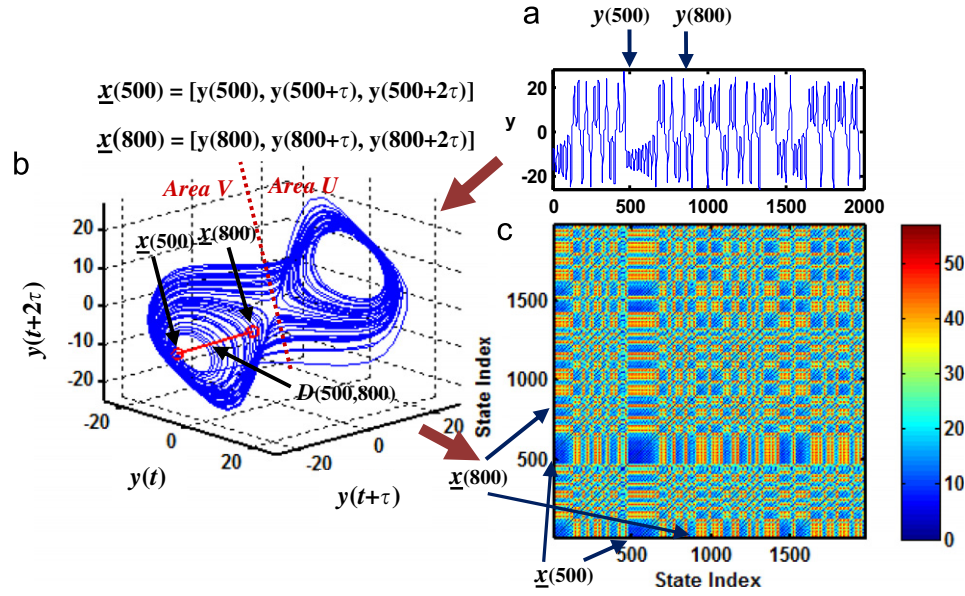 a
y(500) y(800)
20
0
-20
y
0 500 1000 1500 2000
x(500) = [y(500), y(500+τ), y(500+2τ)]
x(800) = [y(800), y(800+τ), y(800+2τ)]
b
Area V Area U
x(500) x(800)
20
10
0
-10
-20
y(t+2τ)
D(500,800)
-20 0 20
y(t)
-20 0 20
y(t+τ)
c
1500
1000
500
State Index
500 1000 1500
State Index
x(800)
x(500)
50
40
30
20
10
0